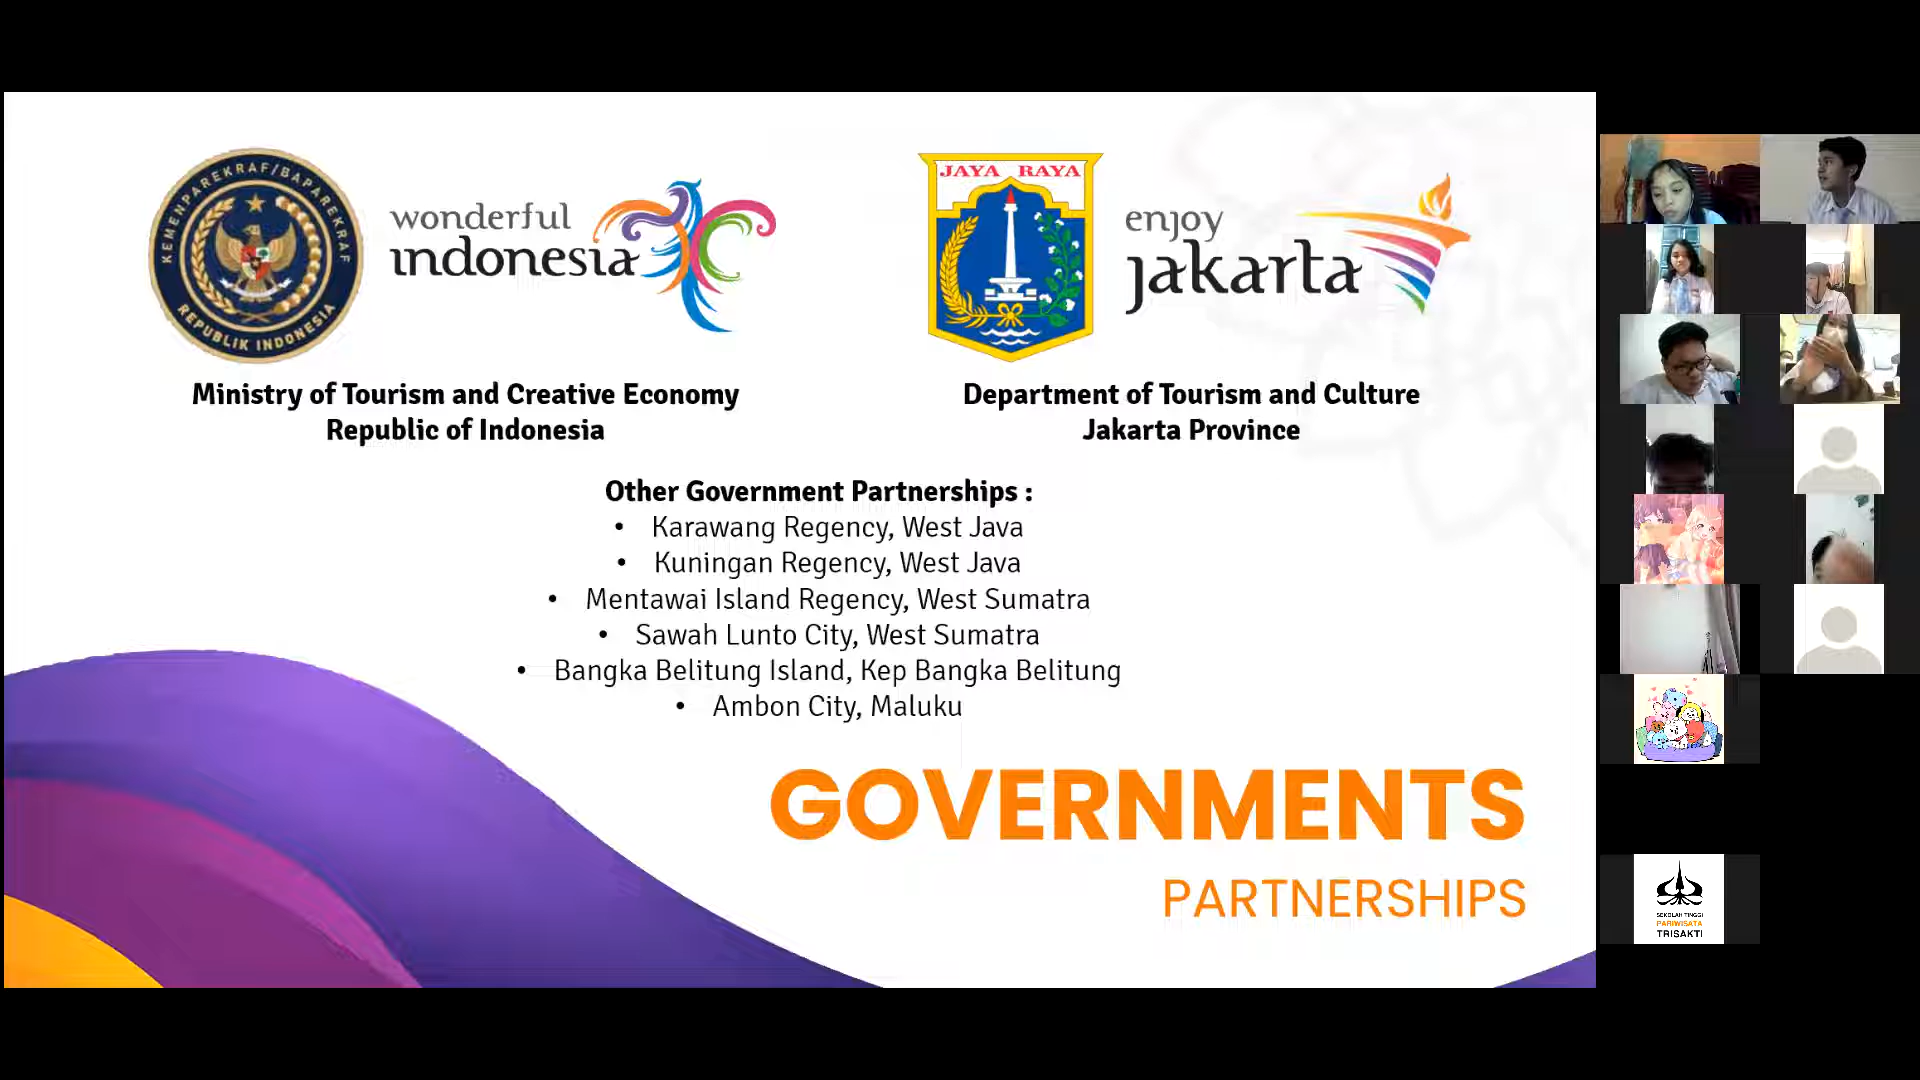 KEMENPAREKRAF/BAPAREKRAF
REPUBLIK INDONESIA
wonderful
indonesia
JAYA RAYA
enjoy
jakarta
Ministry of Tourism and Creative Economy
Republic of Indonesia
Department of Tourism and Culture
Jakarta Province
Other Government Partnerships :
• Karawang Regency, West Java
• Kuningan Regency, West Java
• Mentawai Island Regency, West Sumatra
• Sawah Lunto City, West Sumatra
• Bangka Belitung Island, Kep Bangka Belitung
• Ambon City, Maluku
GOVERNMENTS
PARTNERSHIPS
SEKOLAH TINGGI
PARIWISATA
TRISAKTI